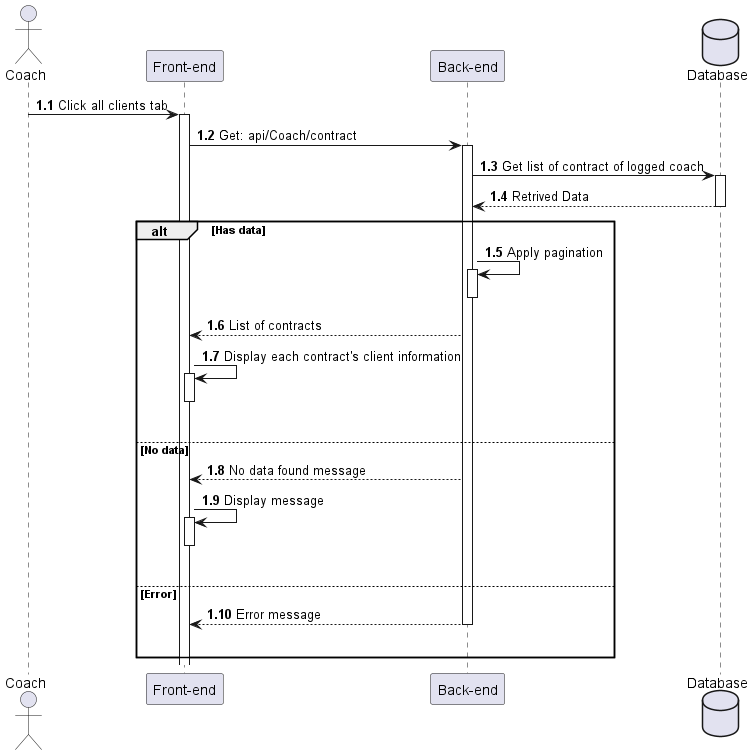 Coach
Front-end
Back-end
Database
1.1 Click all clients tab
1.2 Get: api/Coach/contract
1.3 Get list of contract of logged coach
1.4 Retrived Data
alt [Has data]
1.5 Apply pagination
1.6 List of contracts
1.7 Display each contract's client information
[No data]
1.8 No data found message
1.9 Display message
[Error]
1.10 Error message
Coach
Front-end
Back-end
Database